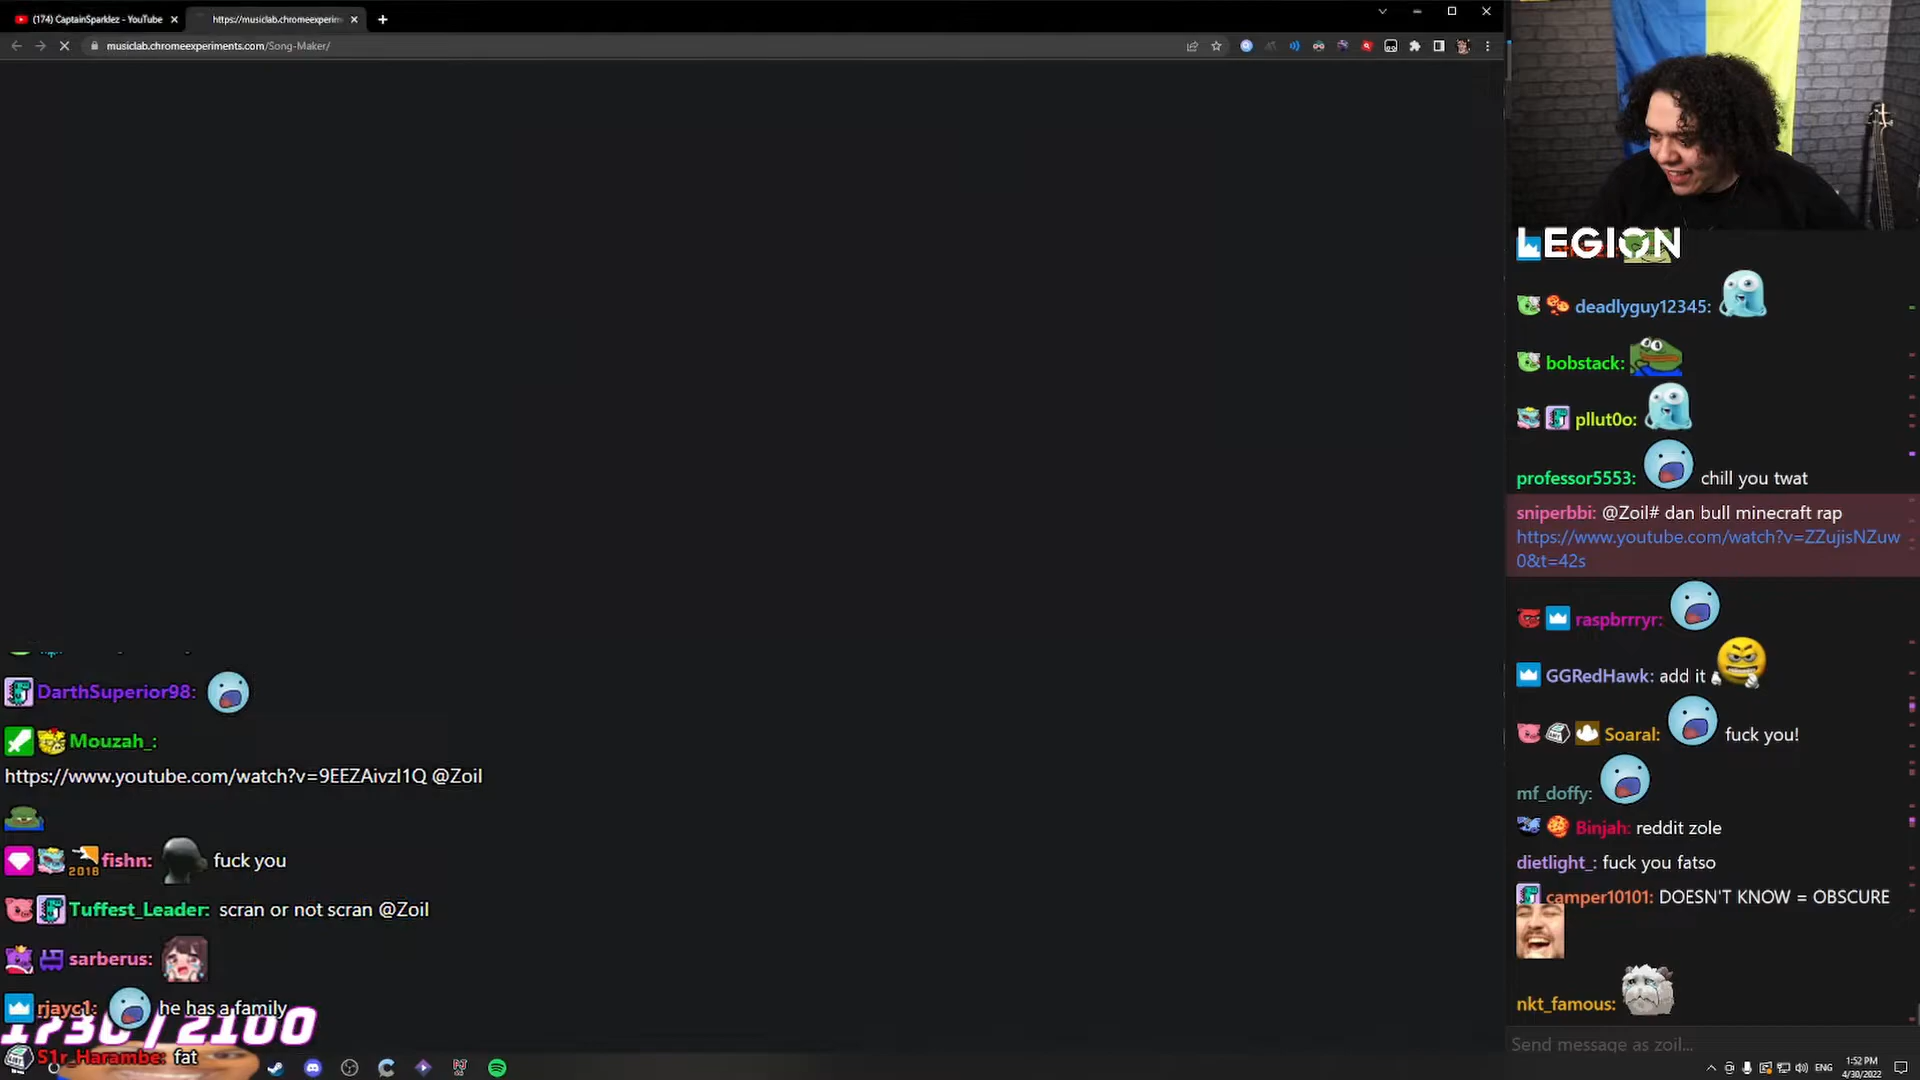 (174) CaptainSparklez - YouTube
https://musiclab.chromeexperim
musiclab.chromeexperiments.com/Song-Maker/
LEGION
deadlyguy12345:
bobstack:
pllut0o:
professor5553: chill you twat
sniperbbi: @Zoil# dan bull minecraft rap
https://www.youtube.com/watch?v=ZZujisNZuw
0&t=42s
raspbrrryr:
GGRedHawk: add it
Soaral: fuck you!
mf_doffy:
Binjah: reddit zole
dietlight_: fuck you fatso
camper10101: DOESN'T KNOW = OBSCURE
nkt_famous:
Send message as zoil...
DarthSuperior98:
Mouzah_:
https://www.youtube.com/watch?v=9EEZAivzI1Q @Zoil
fishn: fuck you
2018
Tuffest_Leader: scran or not scran @Zoil
sarberus:
rjayc1: he has a family
1730 / 2100
S1r_Harambe: fat
ENG
1:52 PM
4/30/2022